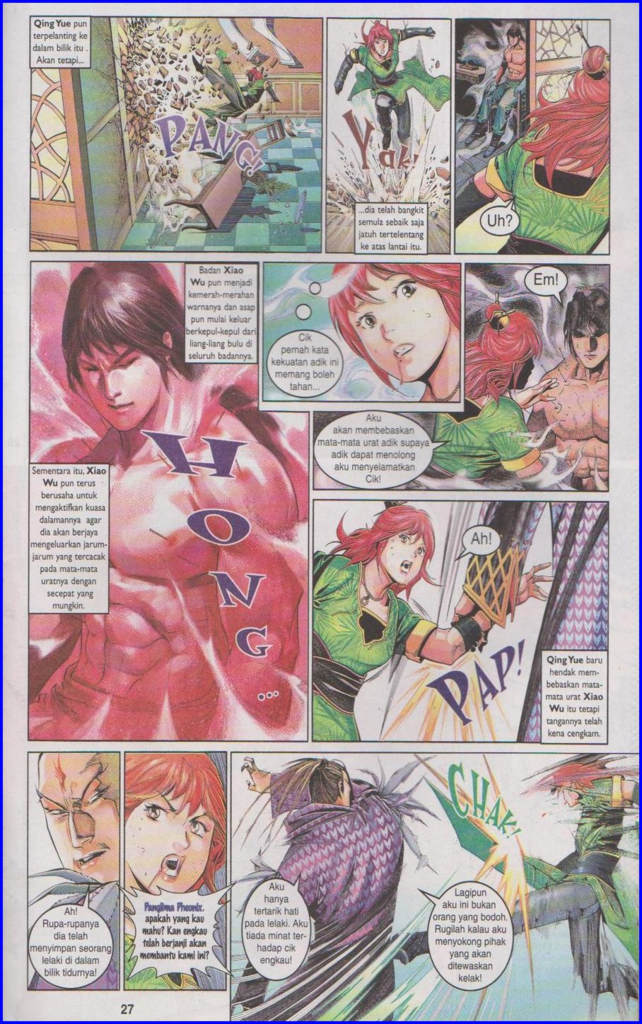 Qing Yue pun
terpelanting ke
dalam bilik itu .
Akan tetapi...
PANG!
Yak!
...dia telah bangkit
semula sebaik saja
jatuh tertelentang
ke atas lantai itu.
Uh?
Badan Xiao
Wu pun menjadi
kemerah-merahan
warnanya dan asap
pun mulai keluar
berkepul-kepul dari
liang-liang bulu di
seluruh badannya.
Cik
pernah kata
kekuatan adik ini
memang boleh
tahan...
Em!
Aku
akan membebaskan
mata-mata urat adik supaya
adik dapat menolong
aku menyelamatkan
Cik!
Sementara itu, Xiao
Wu pun terus
berusaha untuk
mengaktifkan kuasa
dalamannya agar
dia akan berjaya
mengeluarkan jarum-
jarum yang tercacak
pada mata-mata
uratnya dengan
secepat yang
mungkin.
HONG...
Ah!
PAP!
Qing Yue baru
hendak mem-
bebaskan mata-
mata urat Xiao
Wu itu tetapi
tangannya telah
kena cengkam.
Ah!
Rupa-rupanya
dia telah
menyimpan seorang
lelaki di dalam
bilik tidurnya!
Panglima Pheonix,
apakah yang kau
mahu? Kan engkau
telah berjanji akan
membantu kami ini?
Aku
hanya
tertarik hati
pada lelaki. Aku
tiada minat ter-
hadap cik
engkau!
CHAK!
Lagipun
aku ini bukan
orang yang bodoh.
Rugilah kalau aku
menyokong pihak
yang akan
ditewaskan
kelak!
27